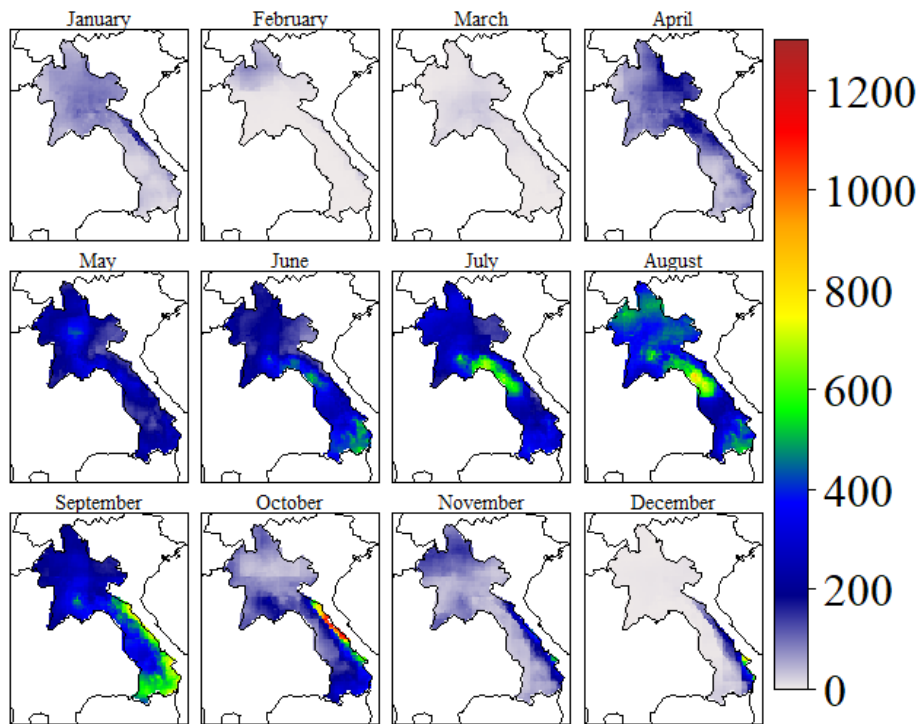 January February March April
1200
1000
May June July August
800
600
400
September October November December
200
0